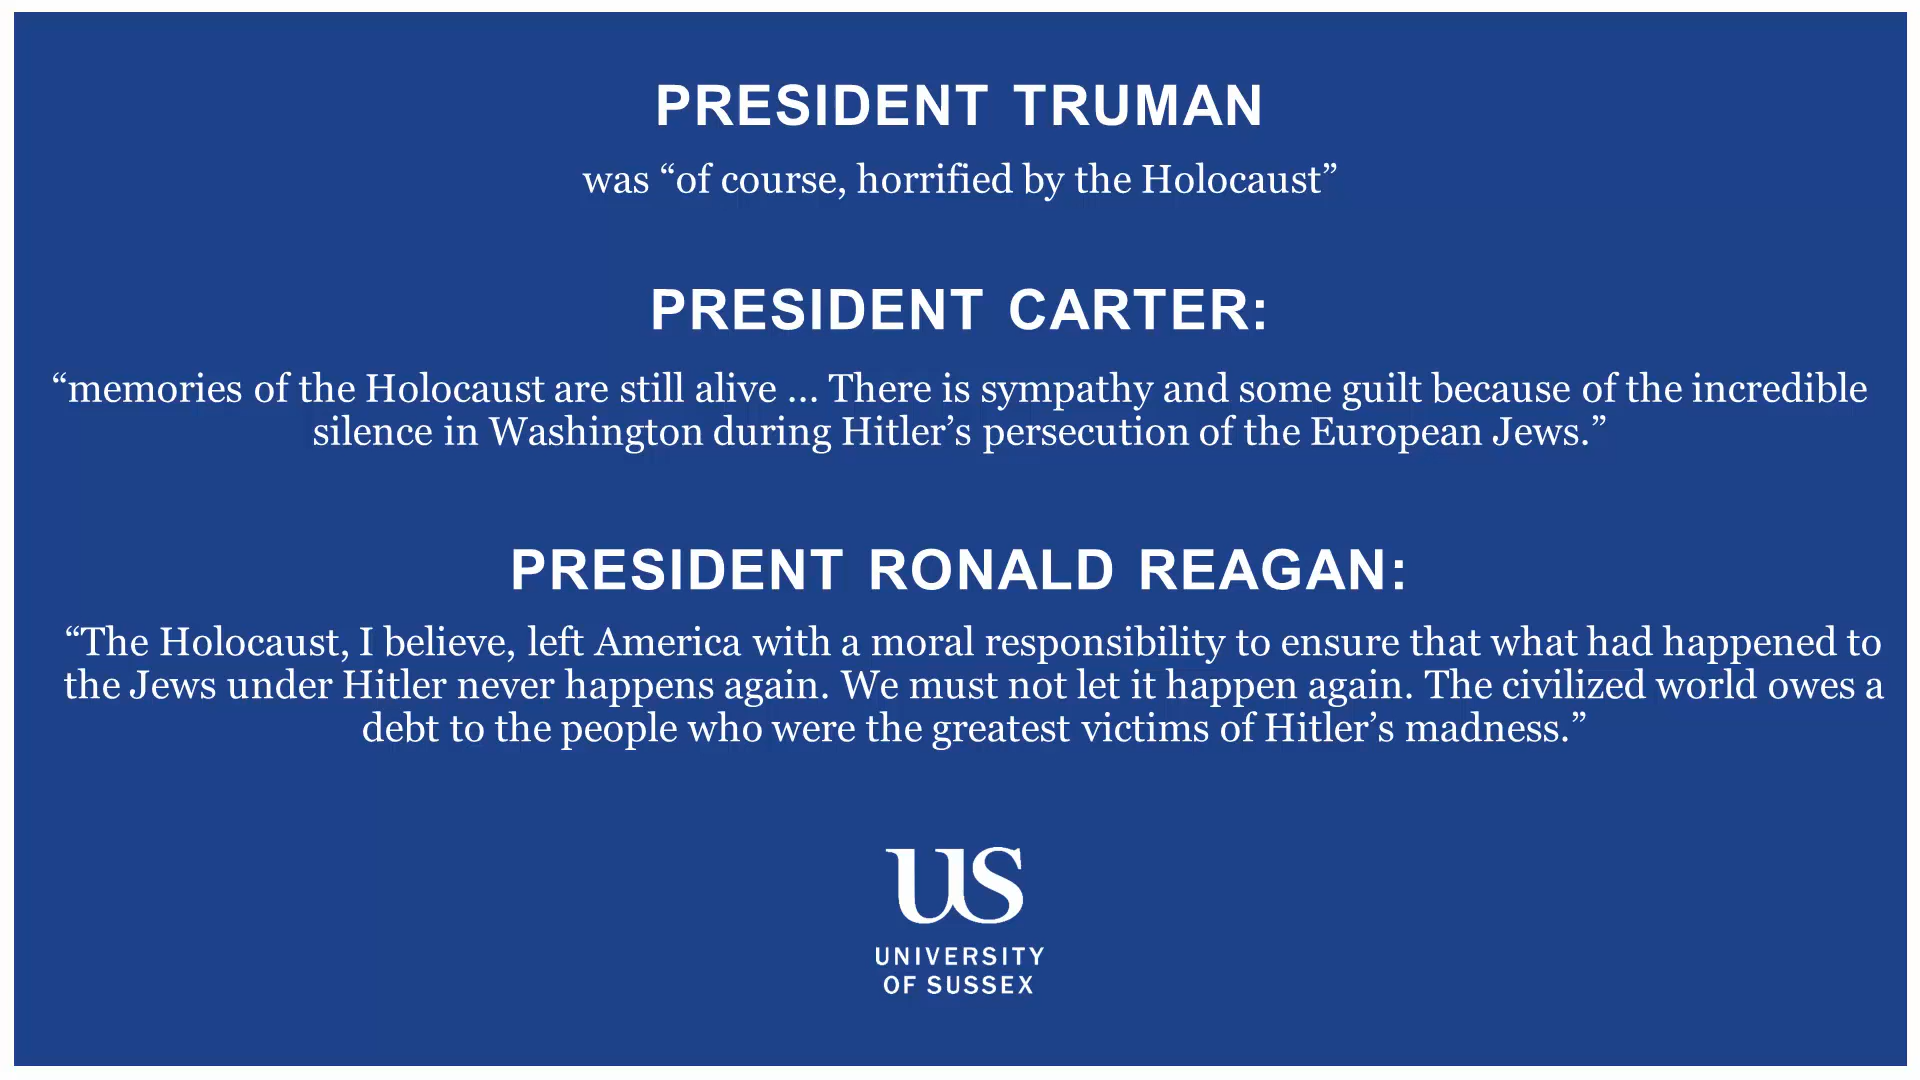 PRESIDENT TRUMAN
was “of course, horrified by the Holocaust”
PRESIDENT CARTER:
“memories of the Holocaust are still alive ... There is sympathy and some guilt because of the incredible
silence in Washington during Hitler’s persecution of the European Jews.”
PRESIDENT RONALD REAGAN:
“The Holocaust, I believe, left America with a moral responsibility to ensure that what had happened to
the Jews under Hitler never happens again. We must not let it happen again. The civilized world owes a
debt to the people who were the greatest victims of Hitler’s madness.”
US
UNIVERSITY
OF SUSSEX